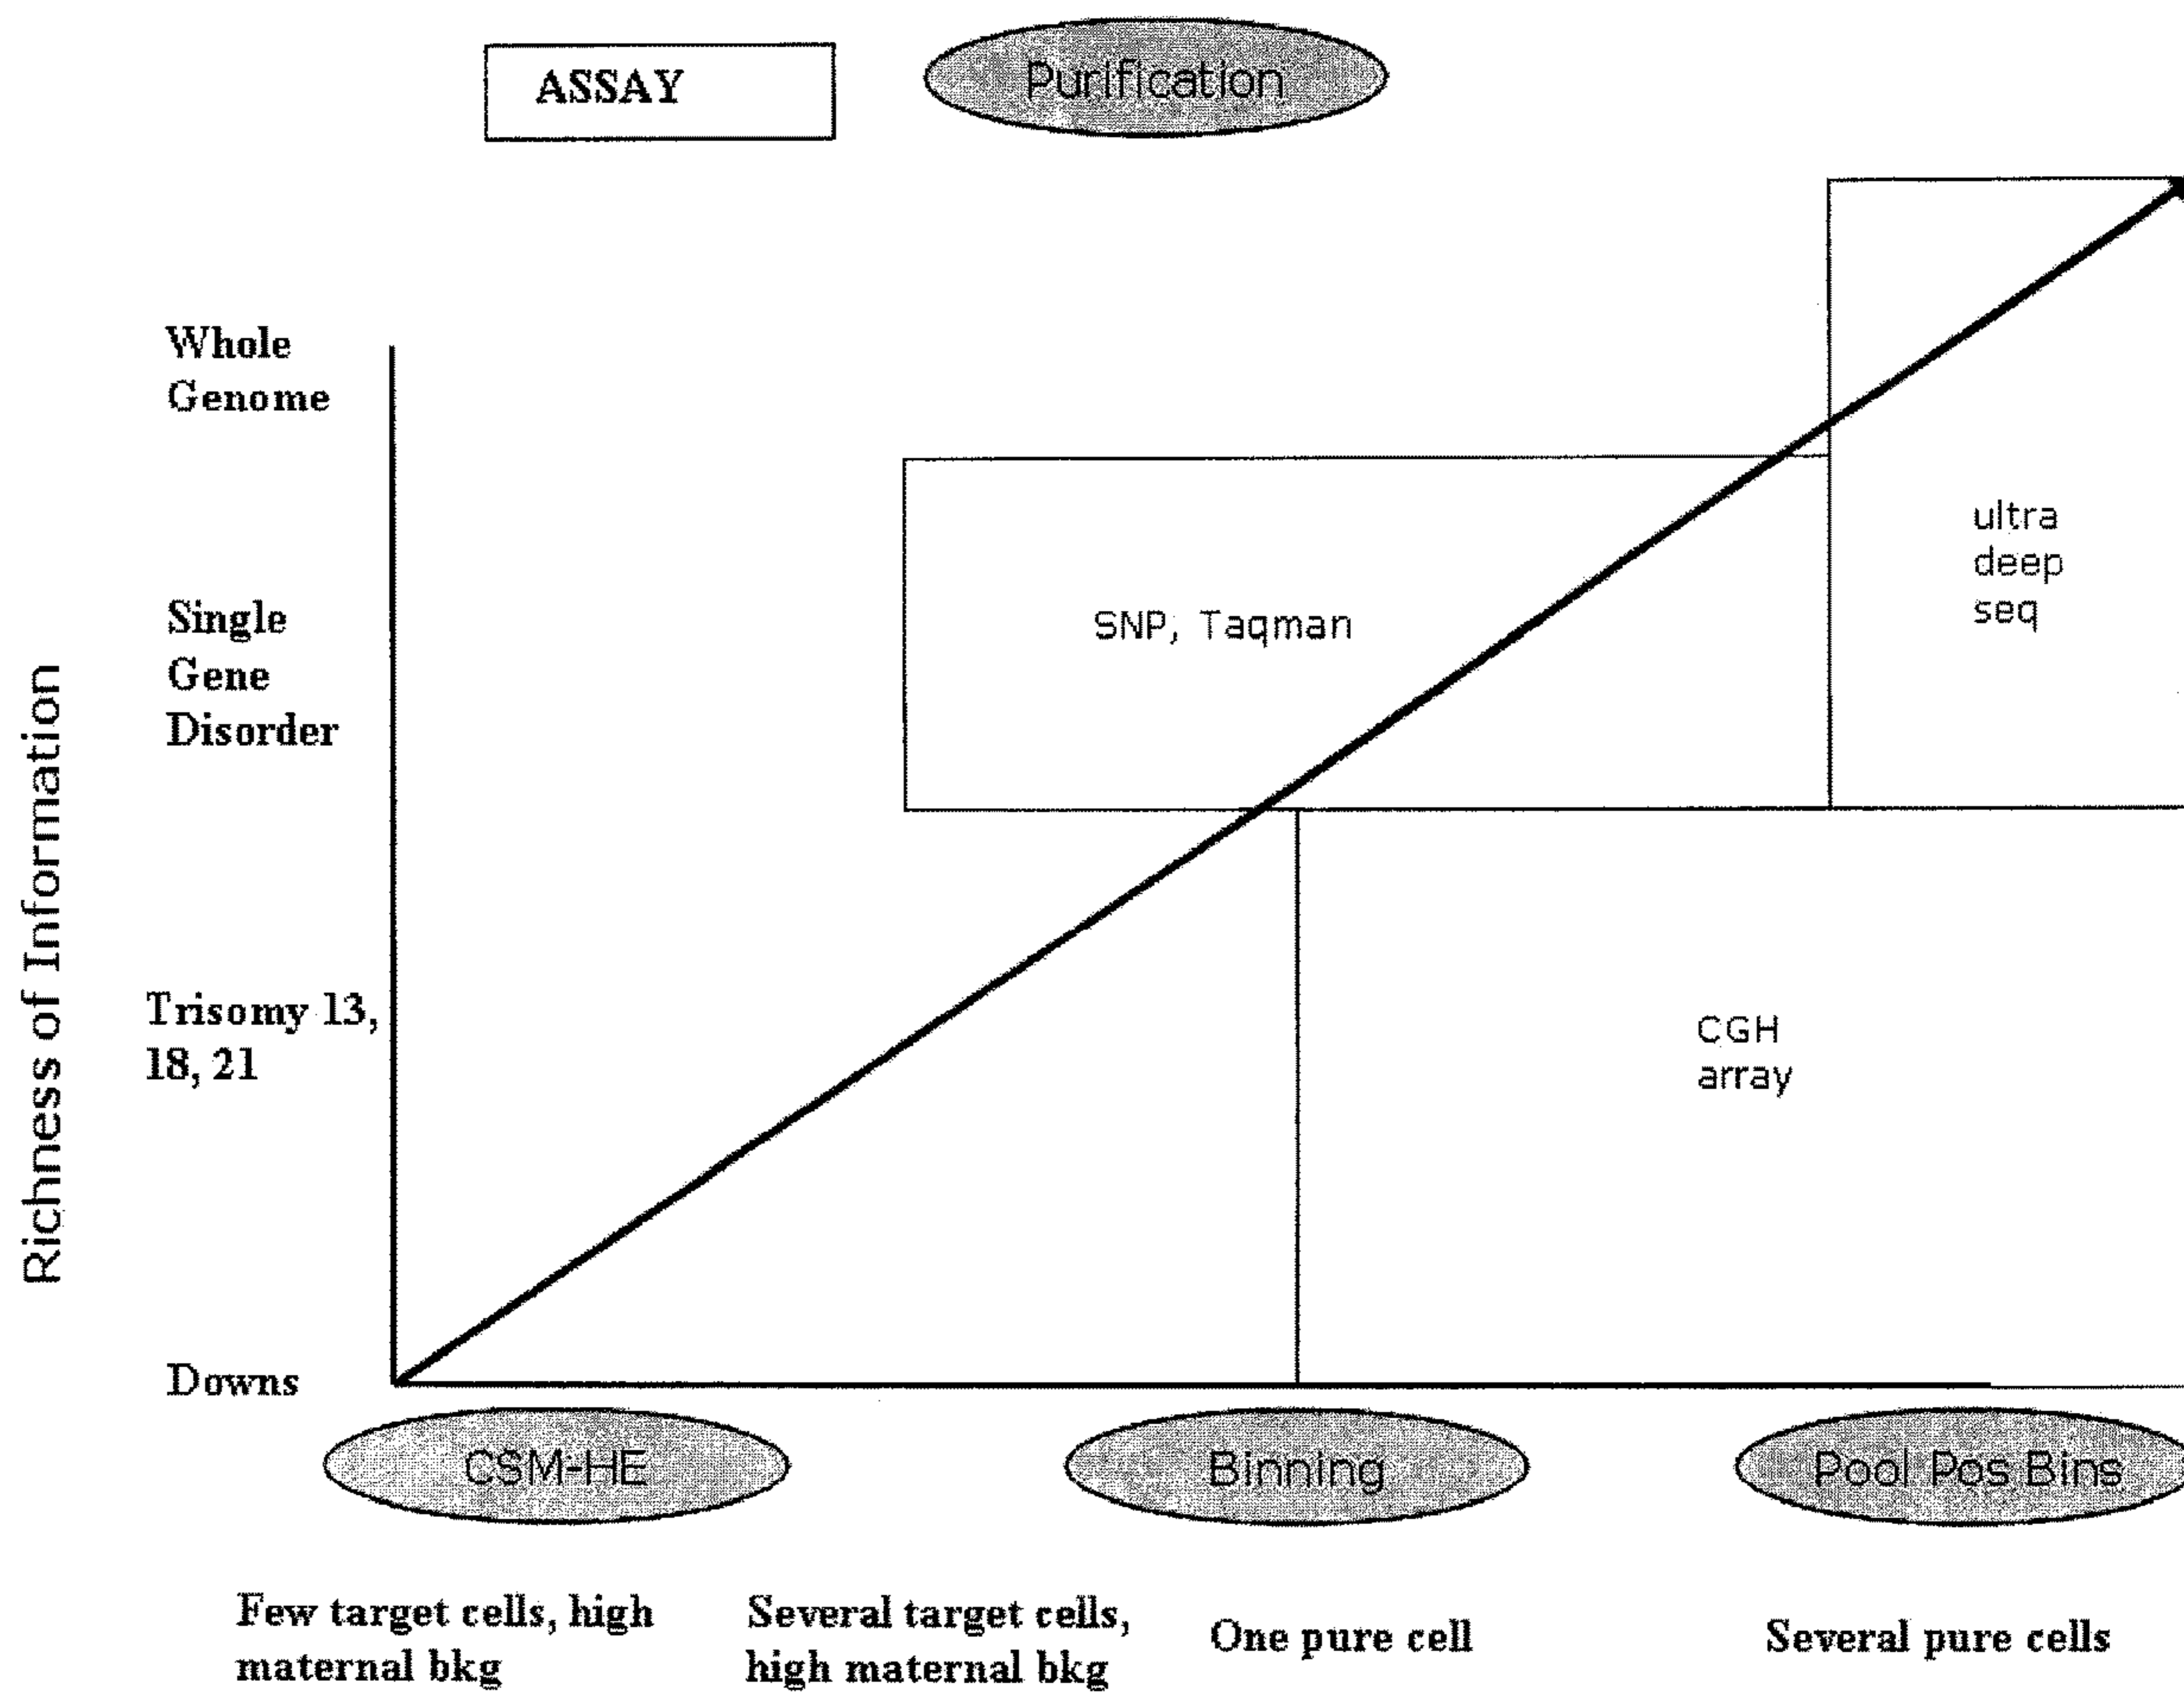 ASSAY
Purification
Whole
Genome
Single
Gene
Disorder
Trisomy 13,
18, 21
Downs
Richness of Information
SNP, Taqman
ultra
deep
seq
CGH
array
CSM-HE
Binning
Pool Pos Bins
Few target cells, high
maternal bkg
Several target cells,
high maternal bkg
One pure cell
Several pure cells